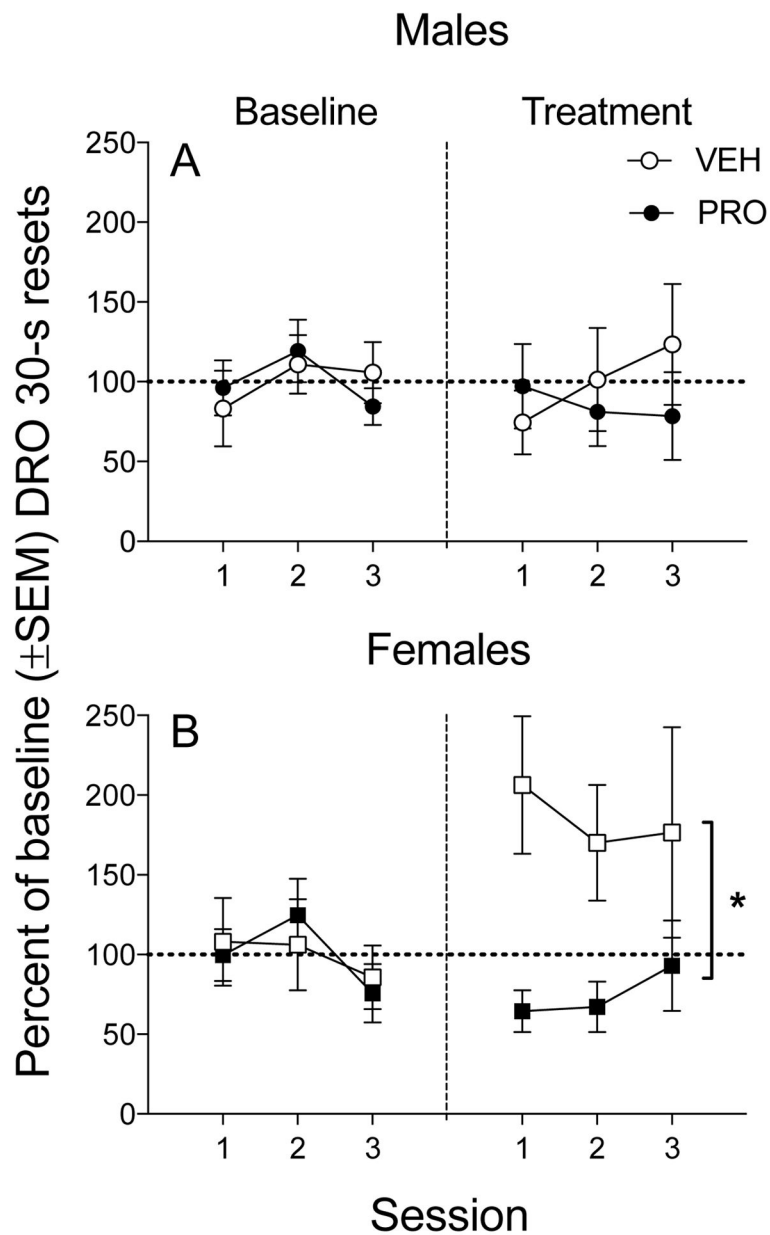 Males
Baseline Treatment
A
VEH
PRO
250
200
150
100
50
0
1 2 3 1 2 3
Percent of baseline (±SEM) DRO 30-s resets
Females
B
250
200
150
100
50
0
*
1 2 3 1 2 3
Session